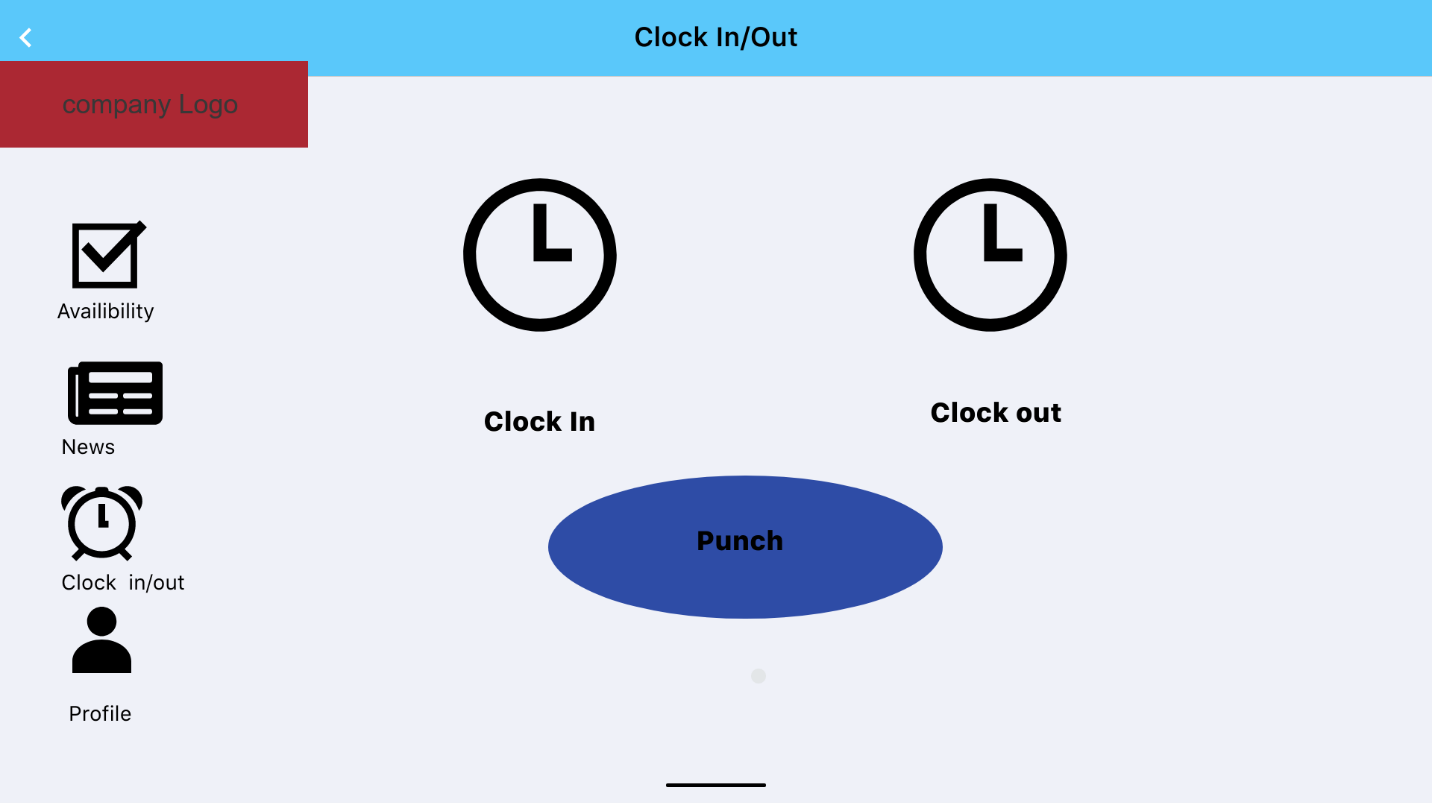 Clock In/Out
company Logo
Availibility
News
Clock  in/out
Profile
Clock In
Clock out
Punch